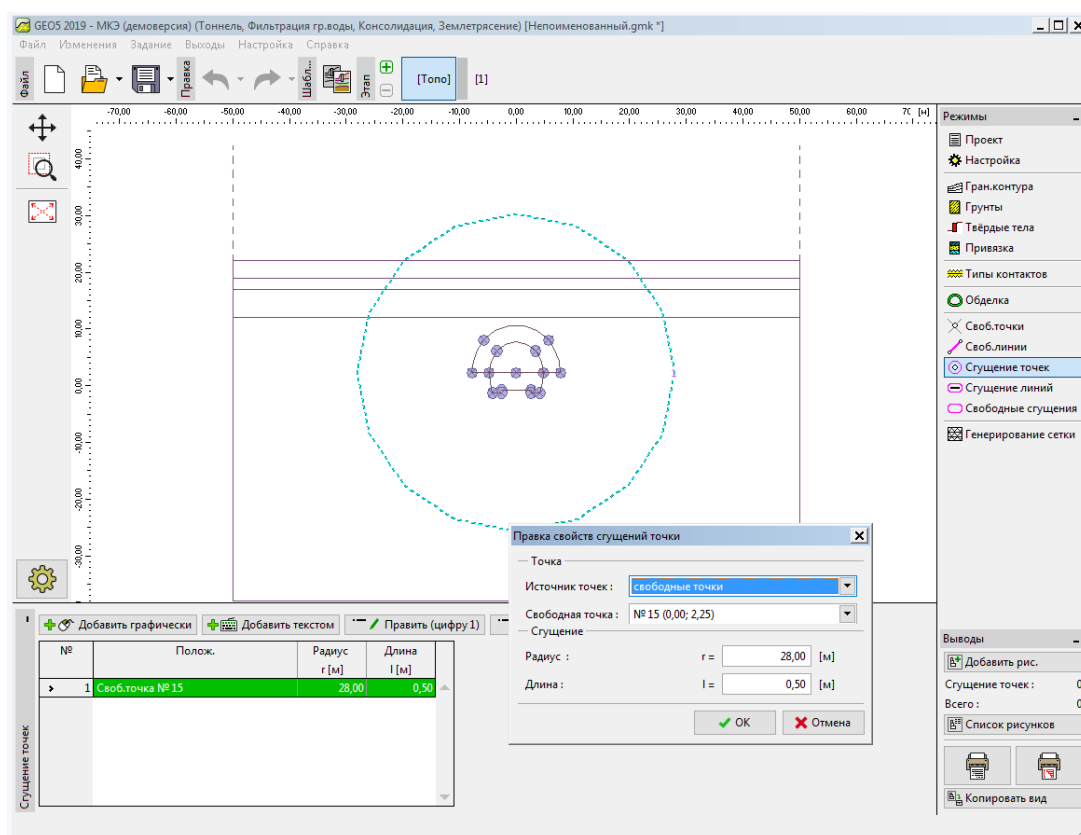 GEO5 2019 - МКЭ (демоверсия) (Тоннель, Фильтрация гр.воды, Консолидация, Землетрясение) [Непоименованный.gmk *]
Файл Изменения Задание Выходы Настройка Справка
Файл
Правка
Шабл...
Этап
[Топо] [1]
-70,00 -60,00 -50,00 -40,00 -30,00 -20,00 -10,00 0,00 10,00 20,00 30,00 40,00 50,00 60,00 70 [м]
40,00
30,00
20,00
10,00
0,00
-10,00
-20,00
-30,00
Режимы
Проект
Настройка
Гран.контура
Грунты
Твёрдые тела
Привязка
Типы контактов
Обделка
Своб.точки
Своб.линии
Сгущение точек
Сгущение линий
Свободные сгущения
Генерирование сетки
Правка свойств сгущений точки
Точка
Источник точек : свободные точки
Свободная точка : № 15 (0,00; 2,25)
Сгущение
Радиус : r = 28,00 [м]
Длина : l = 0,50 [м]
OK Отмена
Добавить графически Добавить текстом Править (цифру 1)
№ Полож. Радиус Длина
r [м] l [м]
1 Своб.точка № 15 28,00 0,50
Сгущение точек
Выводы
Добавить рис.
Сгущение точек : 0
Всего : 0
Список рисунков
Копировать вид